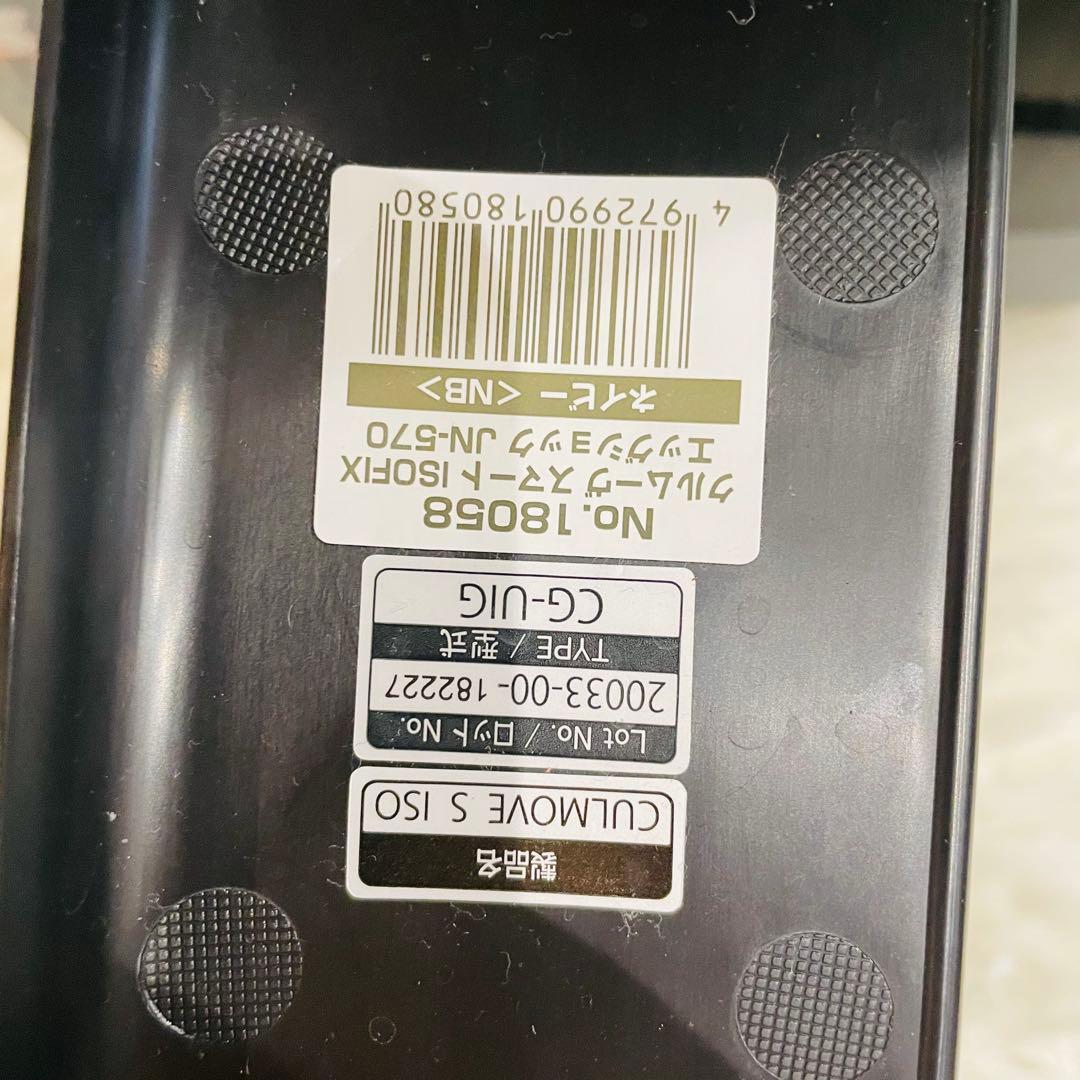 製品名
CULMOVE S ISO
Lot No. / ロット No.
20033-00-182227
TYPE / 型式
CG-UIG
No.18058
クルムーヴ スマート ISOFIX
エッグショック JN-570
ネイビー <NB>
4 972990 180580